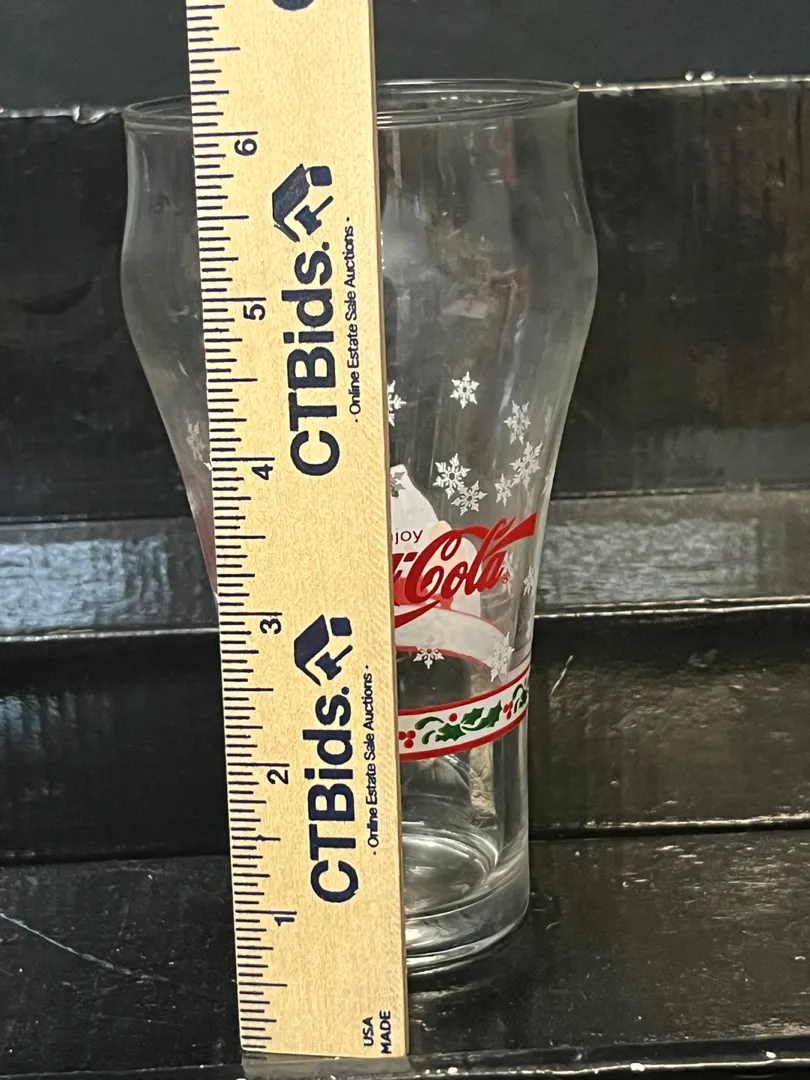 6
5
4
3
2
1
CTBids.
· Online Estate Sale Auctions ·
CTBids.
· Online Estate Sale Auctions ·
USA
MADE
joy
Cola